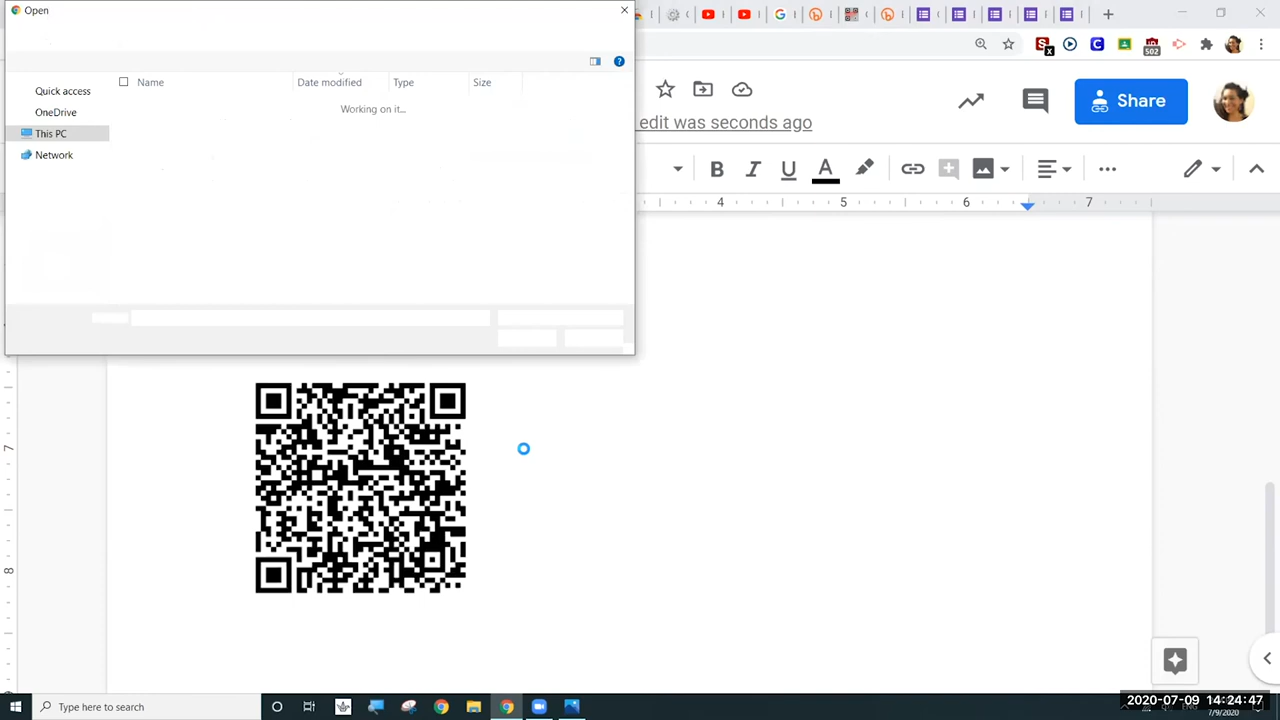 Open
Name
Date modified
Type
Size
Working on it...
Quick access
OneDrive
This PC
Network
Share
edit was seconds ago
B
I
U
A
4
5
6
7
7
8
Type here to search
2020-07-09 14:24:47
7/9/2020
502